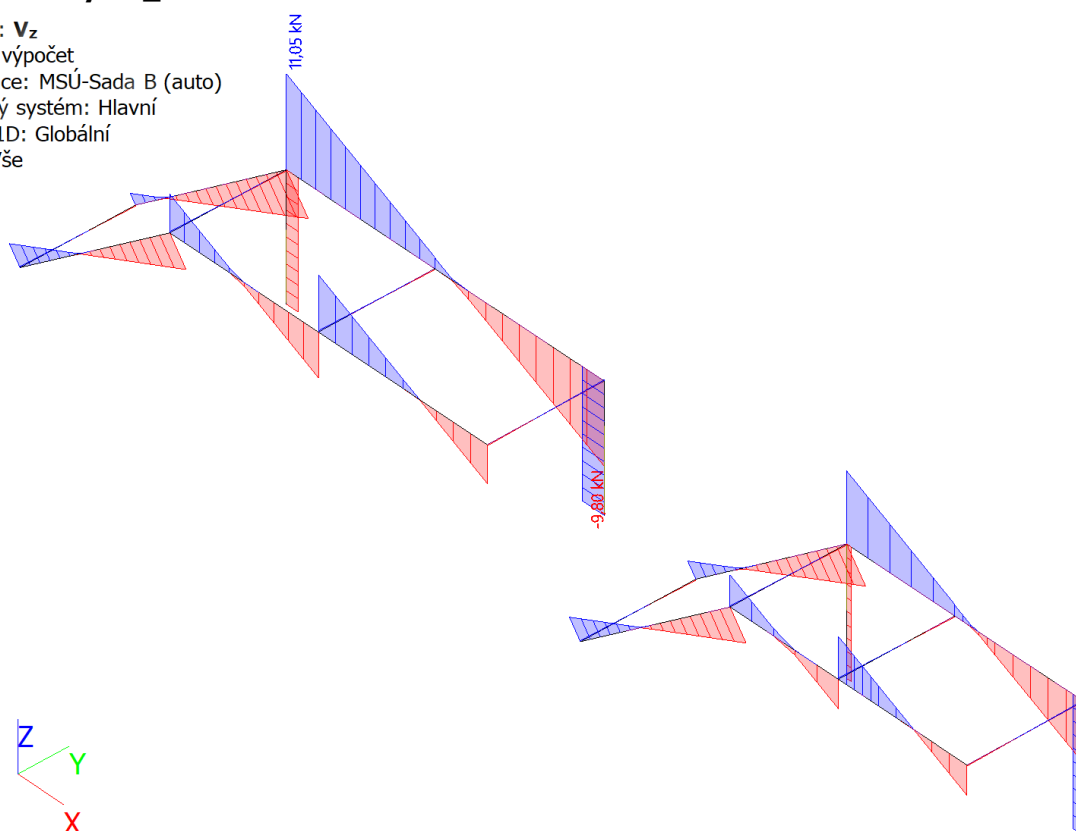 : Vz
výpočet
ce: MSÚ-Sada B (auto)
ý systém: Hlavní
1D: Globální
še
11,05 kN
-9,80 kN
Z
Y
X